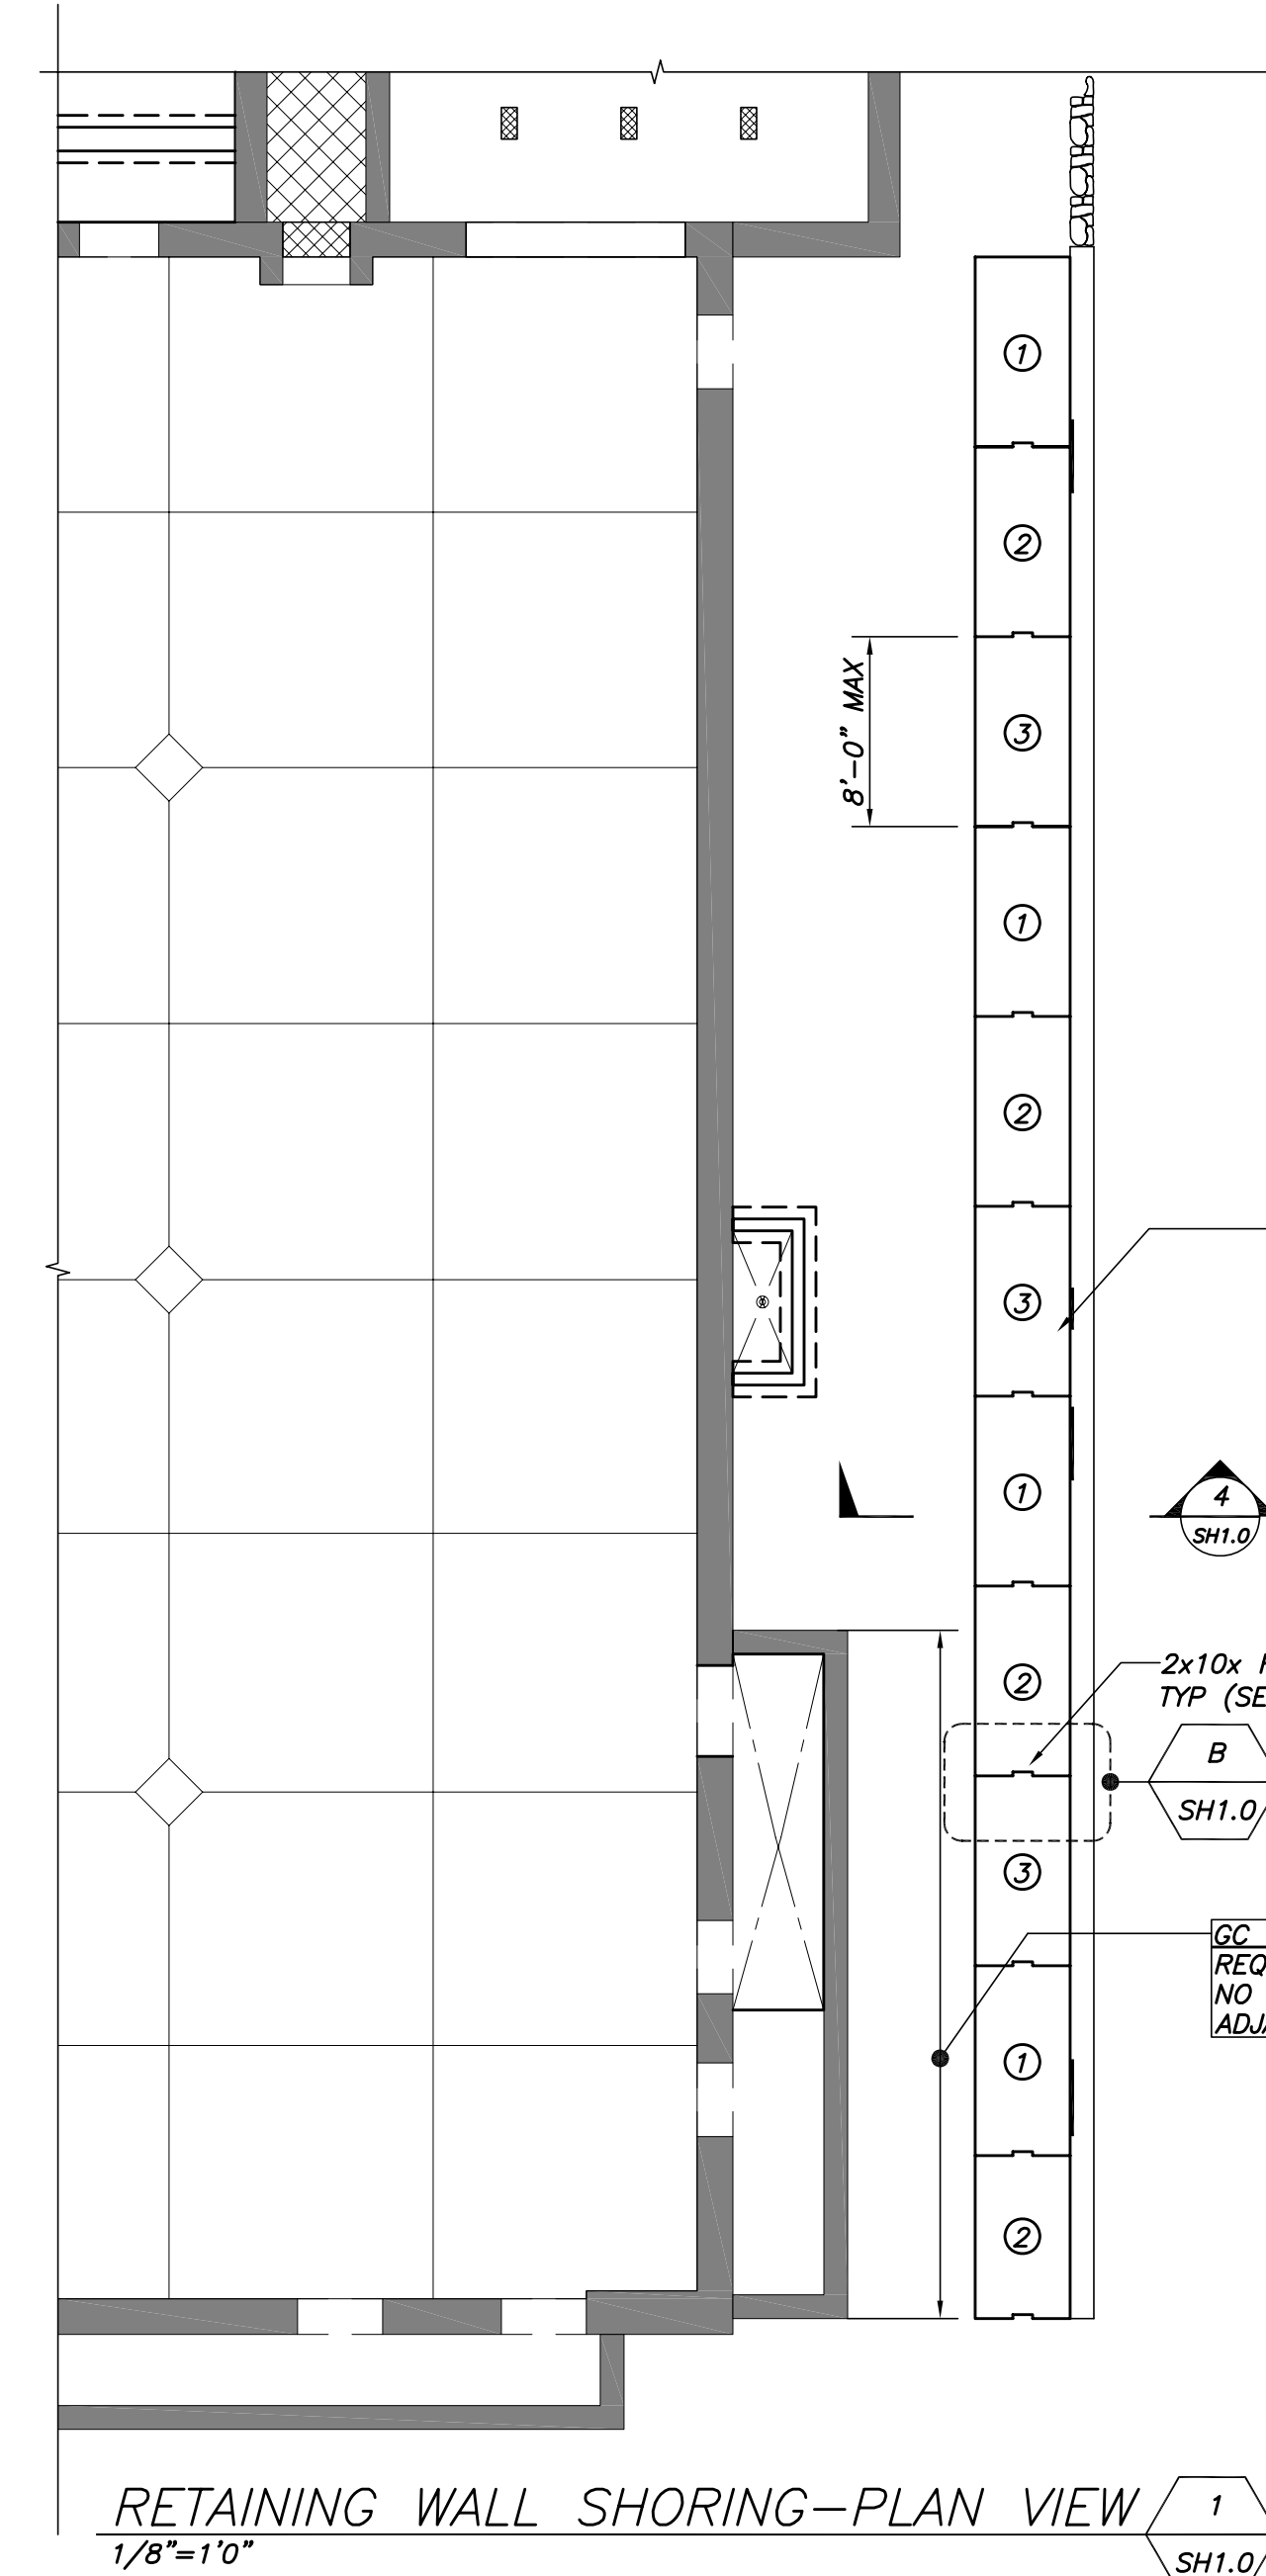 ①
②
③
8'-0" MAX
①
②
③
①
4
SH1.0
②
2x10x
TYP (SE
B
SH1.0
③
GC
REQ
NO
ADJ
①
②
RETAINING WALL SHORING-PLAN VIEW
1/8"=1'0"
1
SH1.0